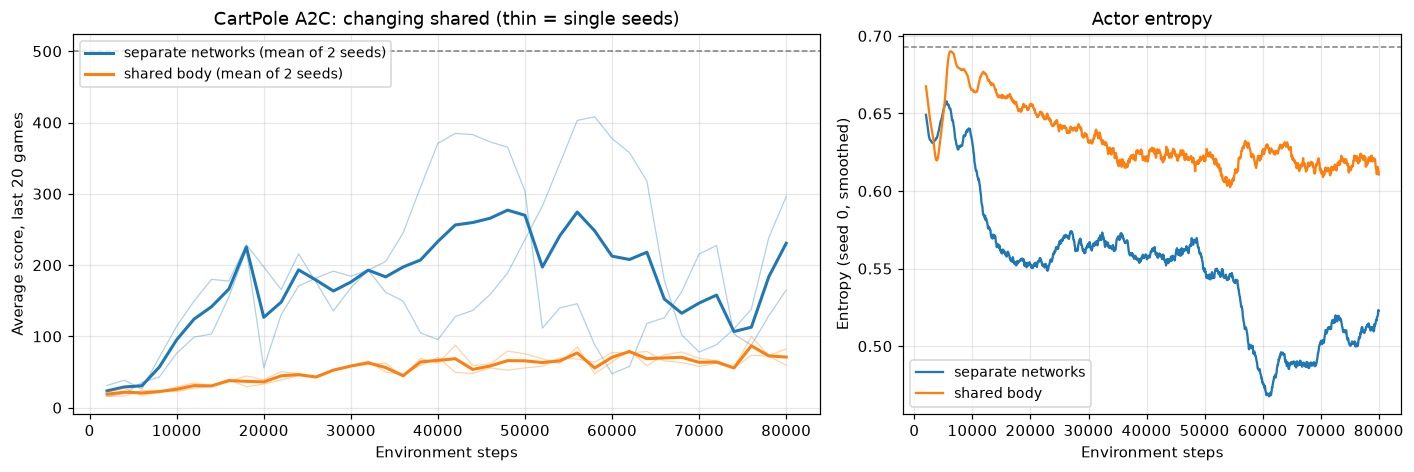 CartPole A2C: changing shared (thin = single seeds)
500
400
300
200
100
0
Average score, last 20 games
separate networks (mean of 2 seeds)
shared body (mean of 2 seeds)
0 10000 20000 30000 40000 50000 60000 70000 80000
Environment steps
Actor entropy
0.70
0.65
0.60
0.55
0.50
Entropy (seed 0, smoothed)
separate networks
shared body
0 10000 20000 30000 40000 50000 60000 70000 80000
Environment steps